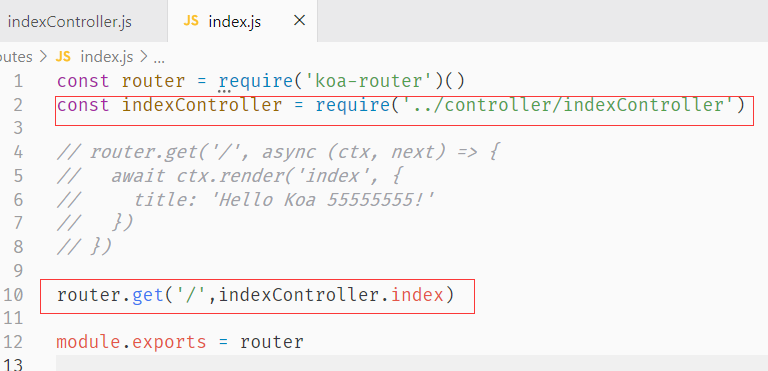 indexController.js JS index.js ×
outes > JS index.js > ...
1 const router = require('koa-router')()
2 const indexController = require('../controller/indexController')
3
4 // router.get('/', async (ctx, next) => {
5 //   await ctx.render('index', {
6 //     title: 'Hello Koa 55555555!'
7 //   })
8 // })
9
10 router.get('/',indexController.index)
11
12 module.exports = router
13